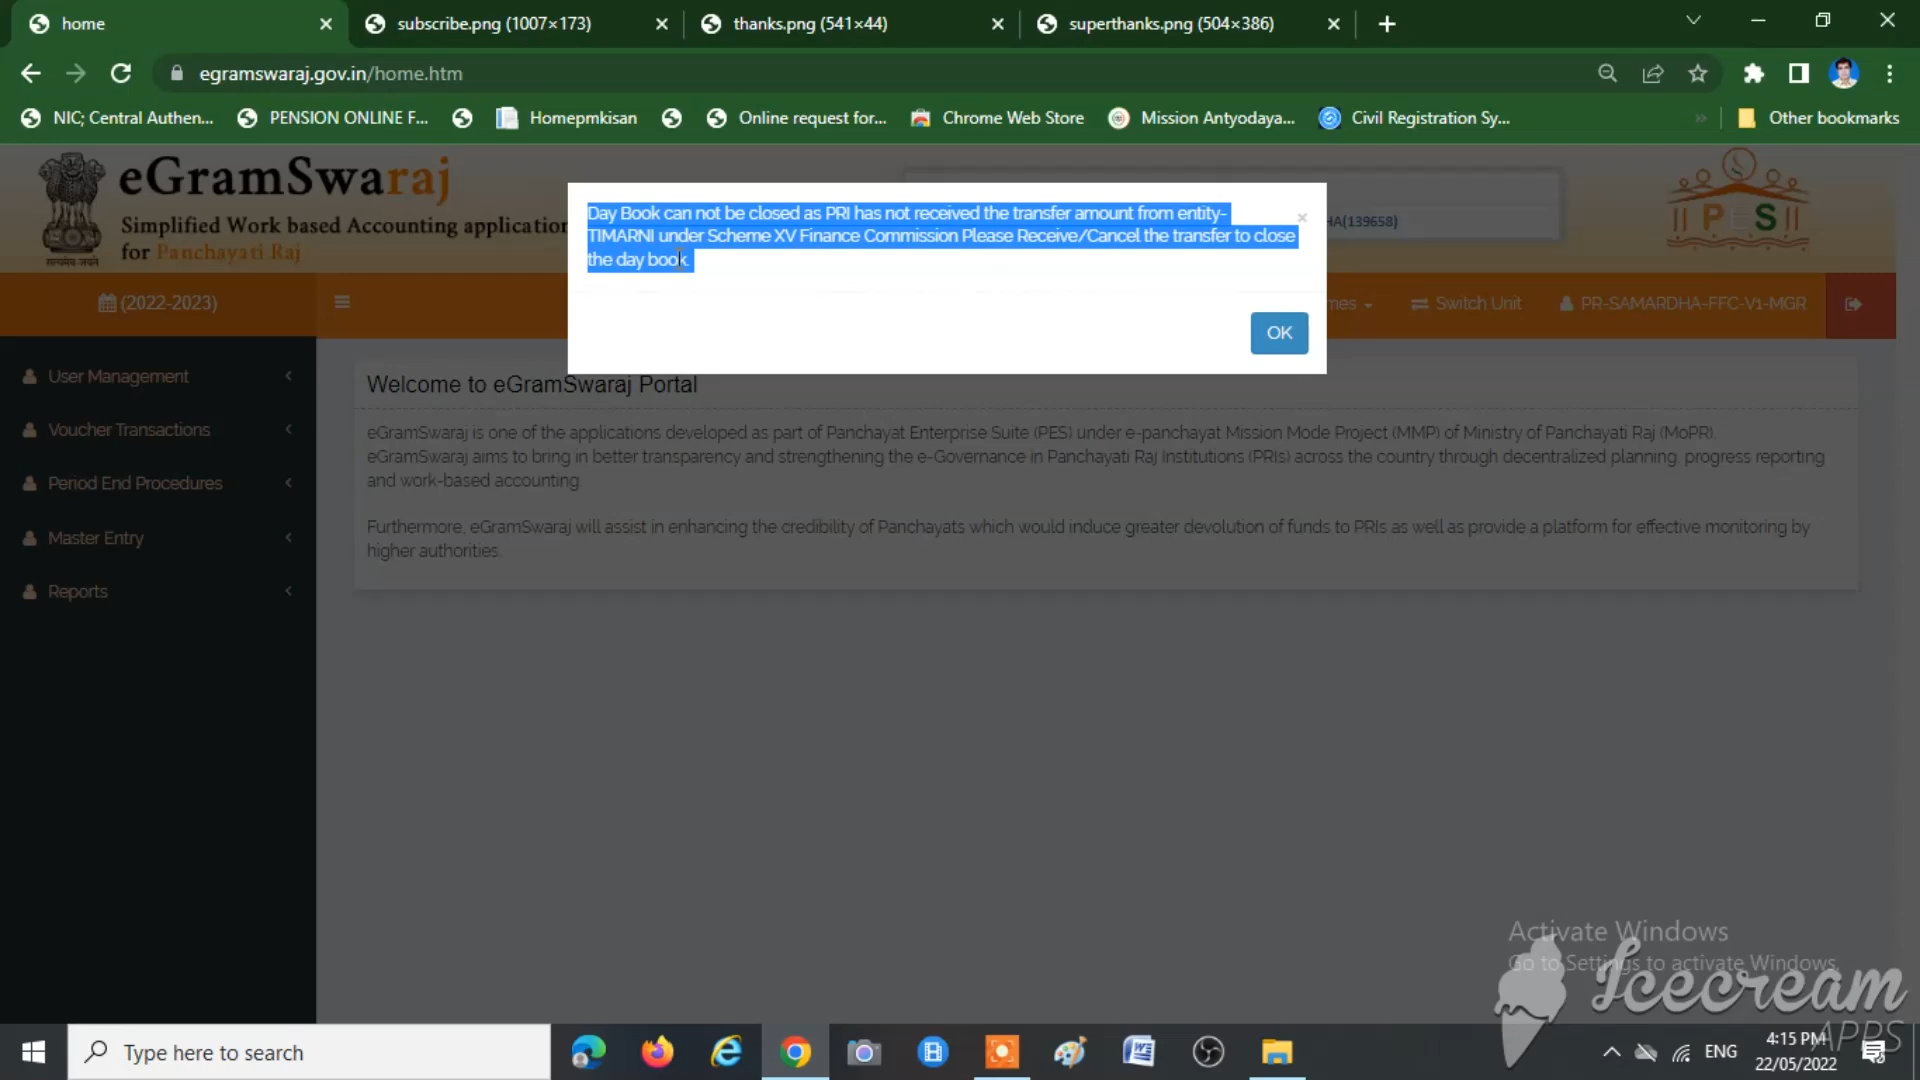 home
subscribe.png (1007×173)
thanks.png (541×44)
superthanks.png (504×386)
egramswaraj.gov.in/home.htm
NIC; Central Authen...
PENSION ONLINE F...
Homepmkisan
Online request for...
Chrome Web Store
Mission Antyodaya...
Civil Registration Sy...
Other bookmarks
eGramSwaraj
Simplified Work based Accounting application
for Panchayati Raj
सत्यमेव जयते
Day Book can not be closed as PRI has not received the transfer amount from entity-
TIMARNI under Scheme XV Finance Commission Please Receive/Cancel the transfer to close
the day book.
OK
HA(139658)
PES
(2022-2023)
Switch Unit
PR-SAMARDHA-FFC-V1-MGR
User Management
Voucher Transactions
Period End Procedures
Master Entry
Reports
Welcome to eGramSwaraj Portal
eGramSwaraj is one of the applications developed as part of Panchayat Enterprise Suite (PES) under e-panchayat Mission Mode Project (MMP) of Ministry of Panchayati Raj (MoPR).
eGramSwaraj aims to bring in better transparency and strengthening the e-Governance in Panchayati Raj Institutions (PRIs) across the country through decentralized planning, progress reporting
and work-based accounting.
Furthermore, eGramSwaraj will assist in enhancing the credibility of Panchayats which would induce greater devolution of funds to PRIs as well as provide a platform for effective monitoring by
higher authorities.
Activate Windows
Go to Settings to activate Windows.
Icecream
APPS
Type here to search
ENG
4:15 PM
22/05/2022